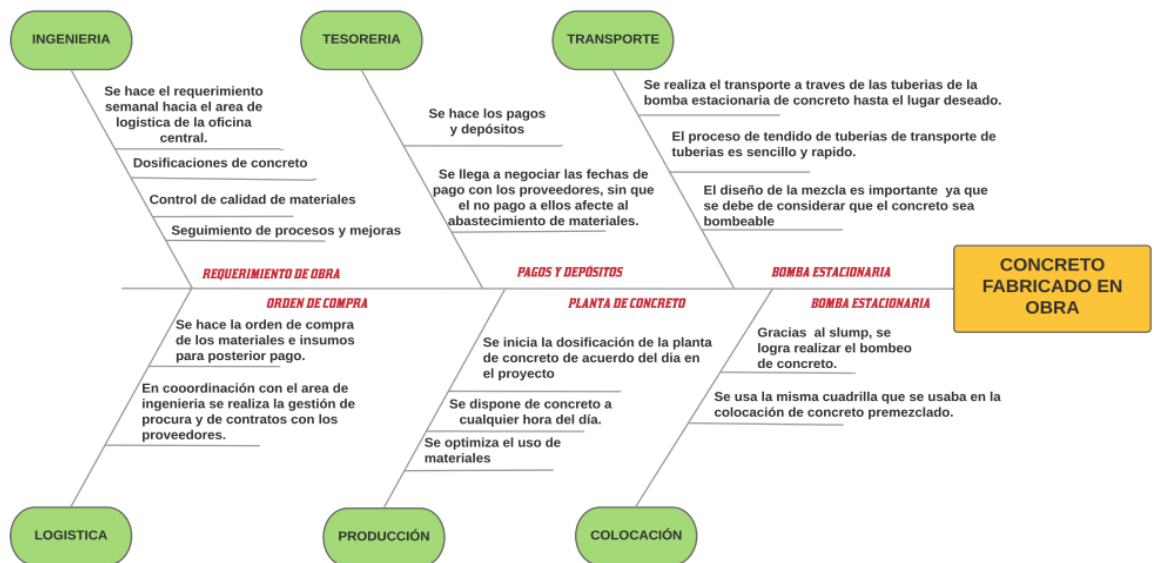 INGENIERIA
TESORERIA
TRANSPORTE
Se hace el requerimiento
semanal hacia el area de
logistica de la oficina
central.
Dosificaciones de concreto
Control de calidad de materiales
Seguimiento de procesos y mejoras
REQUERIMIENTO DE OBRA
Se hace los pagos
y depósitos
Se llega a negociar las fechas de
pago con los proveedores, sin que
el no pago a ellos afecte al
abastecimiento de materiales.
PAGOS Y DEPÓSITOS
Se realiza el transporte a traves de las tuberias de la
bomba estacionaria de concreto hasta el lugar deseado.
El proceso de tendido de tuberias de transporte de
tuberias es sencillo y rapido.
El diseño de la mezcla es importante ya que
se debe de considerar que el concreto sea
bombeable
BOMBA ESTACIONARIA
CONCRETO
FABRICADO EN
OBRA
ORDEN DE COMPRA
Se hace la orden de compra
de los materiales e insumos
para posterior pago.
En cooordinación con el area de
ingenieria se realiza la gestión de
procura y de contratos con los
proveedores.
PLANTA DE CONCRETO
Se inicia la dosificación de la planta
de concreto de acuerdo del dia en
el proyecto
Se dispone de concreto a
cualquier hora del día.
Se optimiza el uso de
materiales
BOMBA ESTACIONARIA
Gracias al slump, se
logra realizar el bombeo
de concreto.
Se usa la misma cuadrilla que se usaba en la
colocación de concreto premezclado.
LOGISTICA
PRODUCCIÓN
COLOCACIÓN